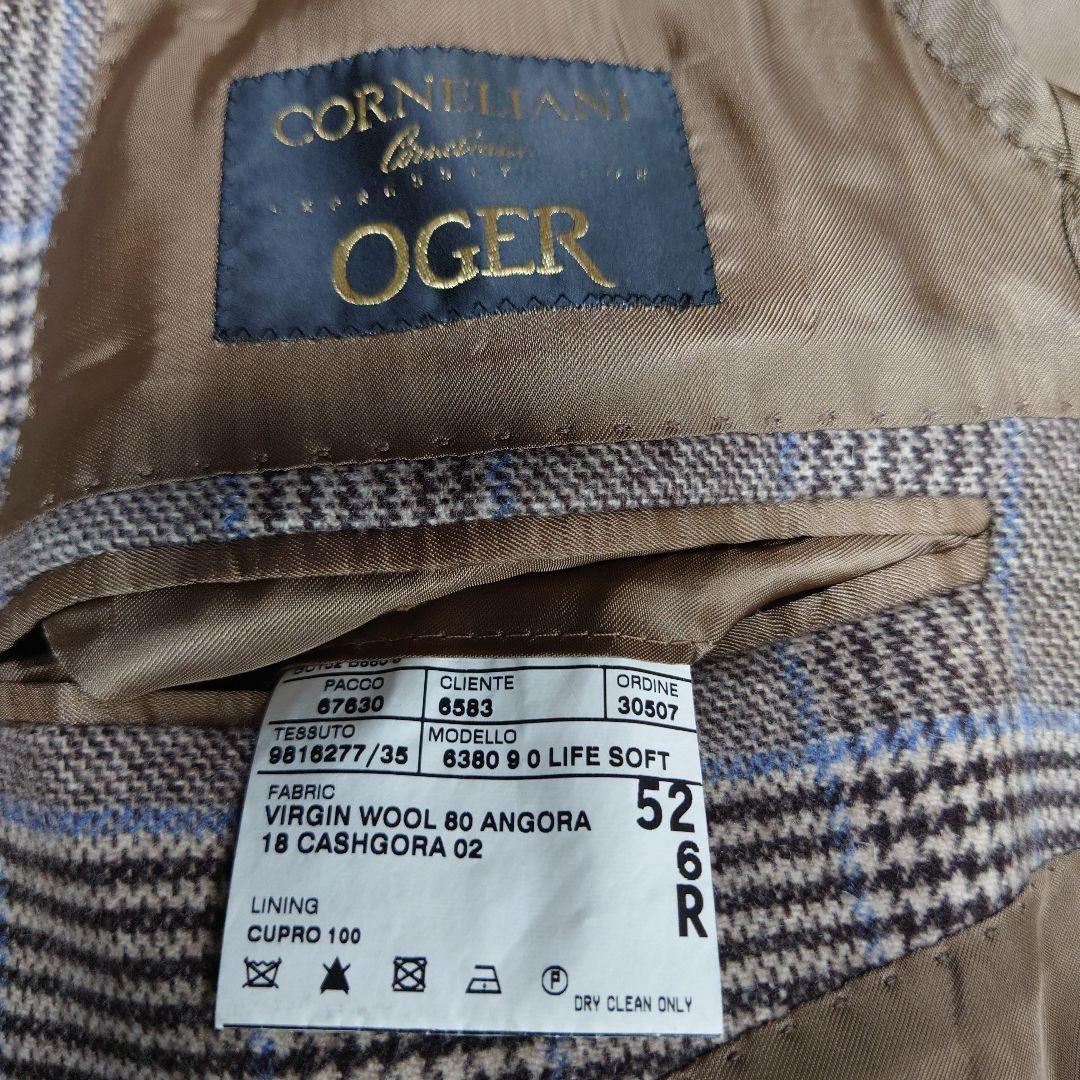 CORNELIANI
Corneliani
OGER
PACCO CLIENTE ORDINE
67630 6583 30507
TESSUTO MODELLO
9816277/35 6380 9 0 LIFE SOFT
FABRIC
VIRGIN WOOL 80 ANGORA
18 CASHGORA 02
52
6
R
LINING
CUPRO 100
P
DRY CLEAN ONLY